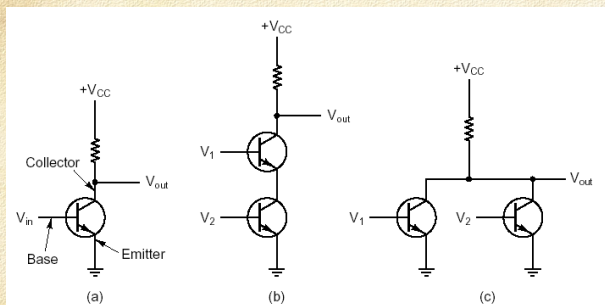 +VCC
Collector
Vout
Vin
Base
Emitter
(a)
+VCC
Vout
V1
V2
(b)
+VCC
Vout
V1
V2
(c)